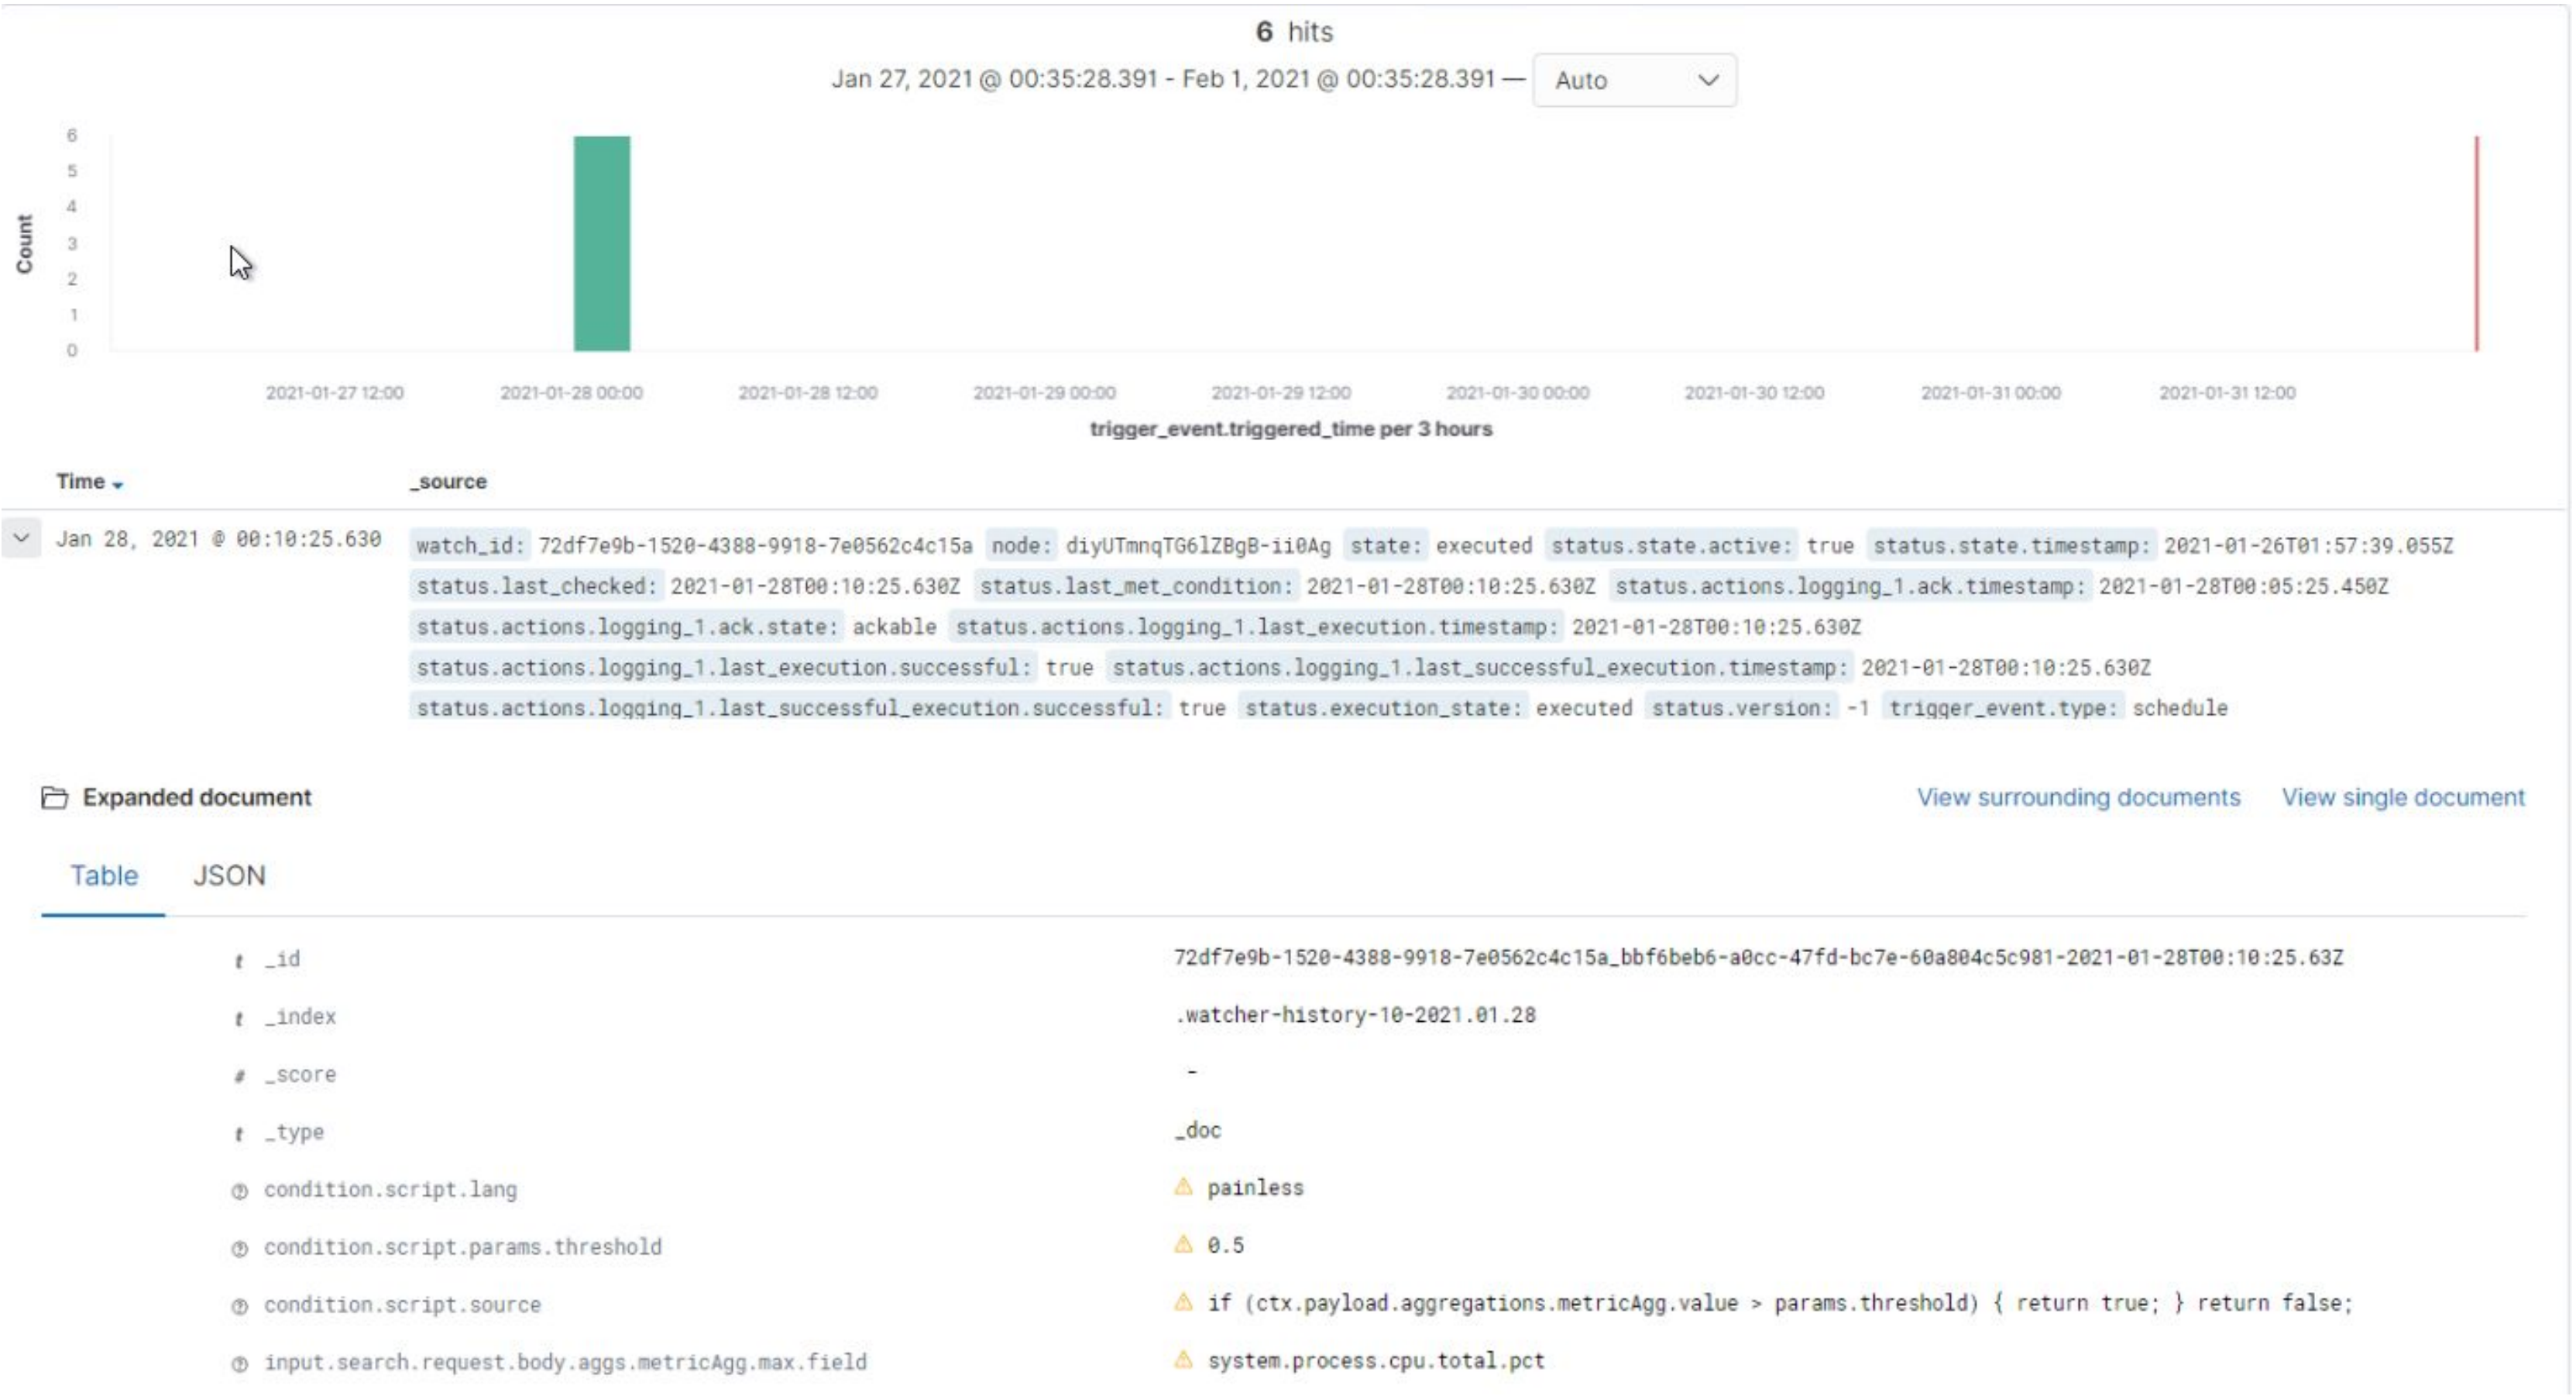 6 hits
Jan 27, 2021 @ 00:35:28.391 - Feb 1, 2021 @ 00:35:28.391 — Auto
Count
6
5
4
3
2
1
0
2021-01-27 12:00 2021-01-28 00:00 2021-01-28 12:00 2021-01-29 00:00 2021-01-29 12:00 2021-01-30 00:00 2021-01-30 12:00 2021-01-31 00:00 2021-01-31 12:00
trigger_event.triggered_time per 3 hours
Time _source
Jan 28, 2021 @ 00:10:25.630 watch_id: 72df7e9b-1520-4388-9918-7e0562c4c15a node: diyUTmnqTG6lZBgB-ii0Ag state: executed status.state.active: true status.state.timestamp: 2021-01-26T01:57:39.055Z
status.last_checked: 2021-01-28T00:10:25.630Z status.last_met_condition: 2021-01-28T00:10:25.630Z status.actions.logging_1.ack.timestamp: 2021-01-28T00:05:25.450Z
status.actions.logging_1.ack.state: ackable status.actions.logging_1.last_execution.timestamp: 2021-01-28T00:10:25.630Z
status.actions.logging_1.last_execution.successful: true status.actions.logging_1.last_successful_execution.timestamp: 2021-01-28T00:10:25.630Z
status.actions.logging_1.last_successful_execution.successful: true status.execution_state: executed status.version: -1 trigger_event.type: schedule
Expanded document View surrounding documents View single document
Table JSON
t _id 72df7e9b-1520-4388-9918-7e0562c4c15a_bbf6beb6-a0cc-47fd-bc7e-60a804c5c981-2021-01-28T00:10:25.63Z
t _index .watcher-history-10-2021.01.28
# _score -
t _type _doc
condition.script.lang painless
condition.script.params.threshold 0.5
condition.script.source if (ctx.payload.aggregations.metricAgg.value > params.threshold) { return true; } return false;
input.search.request.body.aggs.metricAgg.max.field system.process.cpu.total.pct